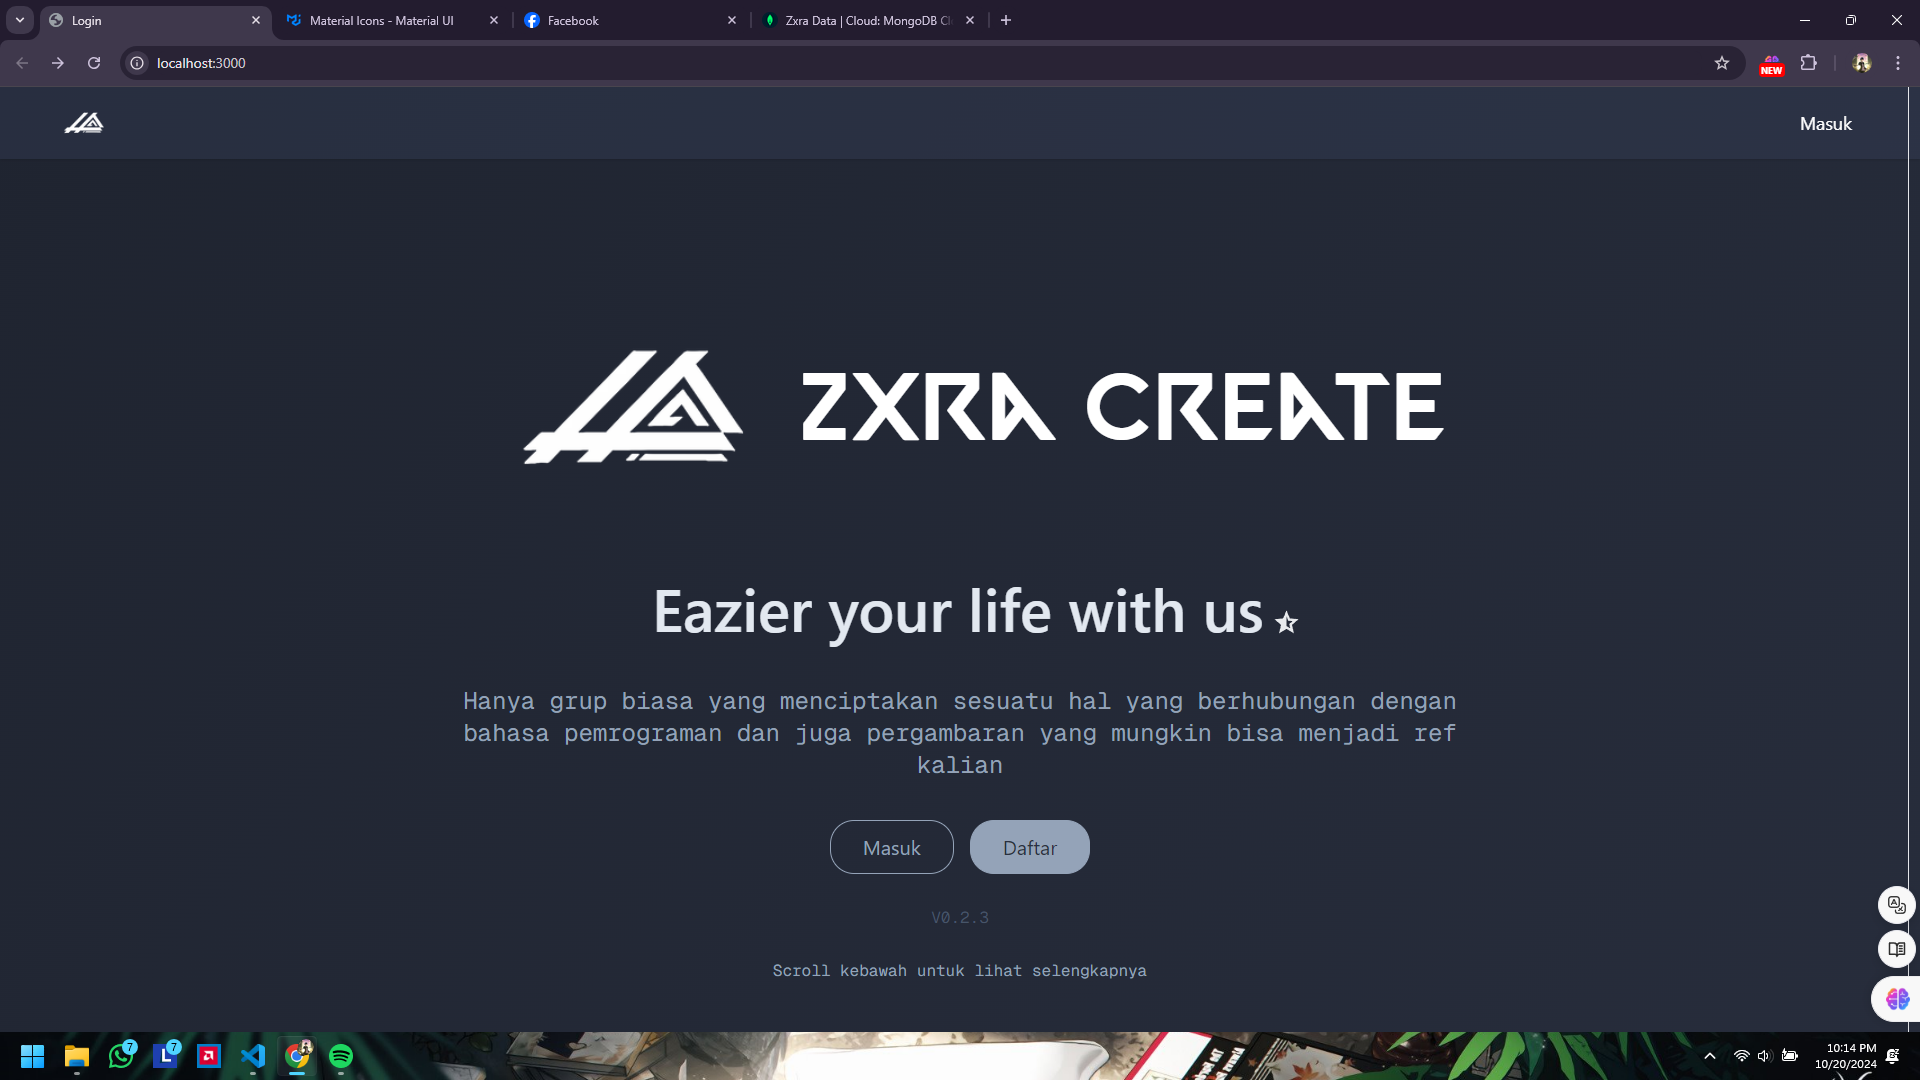 Login
Material Icons - Material UI
Facebook
Zxra Data | Cloud: MongoDB Cl
localhost:3000
NEW
Masuk
ZXRA CREATE
Eazier your life with us
Hanya grup biasa yang menciptakan sesuatu hal yang berhubungan dengan
bahasa pemrograman dan juga pergambaran yang mungkin bisa menjadi ref
kalian
Masuk
Daftar
V0.2.3
Scroll kebawah untuk lihat selengkapnya
7
7
L
10:14 PM
10/20/2024